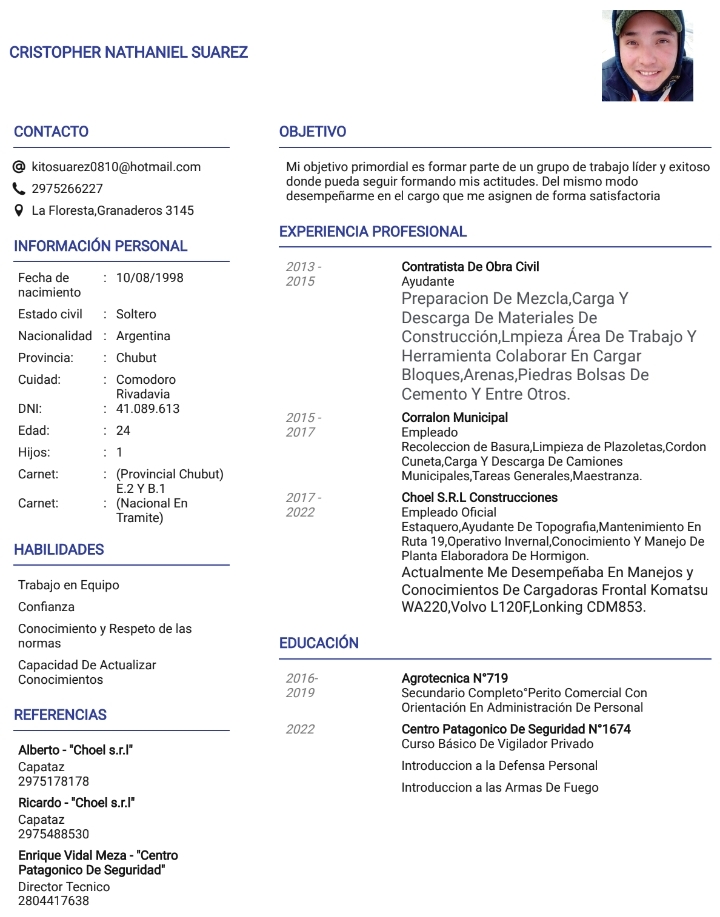 CRISTOPHER NATHANIEL SUAREZ
CONTACTO
kitosuarez0810@hotmail.com
2975266227
La Floresta,Granaderos 3145
INFORMACIÓN PERSONAL
Fecha de nacimiento : 10/08/1998
Estado civil : Soltero
Nacionalidad : Argentina
Provincia: : Chubut
Cuidad: : Comodoro
Rivadavia
DNI: : 41.089.613
Edad: : 24
Hijos: : 1
Carnet: : (Provincial Chubut)
E.2 Y B.1
Carnet: : (Nacional En
Tramite)
HABILIDADES
Trabajo en Equipo
Confianza
Conocimiento y Respeto de las
normas
Capacidad De Actualizar
Conocimientos
REFERENCIAS
Alberto - "Choel s.r.l"
Capataz
2975178178
Ricardo - "Choel s.r.l"
Capataz
2975488530
Enrique Vidal Meza - "Centro
Patagonico De Seguridad"
Director Tecnico
2804417638
OBJETIVO
Mi objetivo primordial es formar parte de un grupo de trabajo líder y exitoso
donde pueda seguir formando mis actitudes. Del mismo modo
desempeñarme en el cargo que me asignen de forma satisfactoria
EXPERIENCIA PROFESIONAL
2013 -
2015
Contratista De Obra Civil
Ayudante
Preparacion De Mezcla,Carga Y
Descarga De Materiales De
Construcción,Lmpieza Área De Trabajo Y
Herramienta Colaborar En Cargar
Bloques,Arenas,Piedras Bolsas De
Cemento Y Entre Otros.
2015 -
2017
Corralon Municipal
Empleado
Recoleccion de Basura,Limpieza de Plazoletas,Cordon
Cuneta,Carga Y Descarga De Camiones
Municipales,Tareas Generales,Maestranza.
2017 -
2022
Choel S.R.L Construcciones
Empleado Oficial
Estaquero,Ayudante De Topografia,Mantenimiento En
Ruta 19,Operativo Invernal,Conocimiento Y Manejo De
Planta Elaboradora De Hormigon.
Actualmente Me Desempeñaba En Manejos y
Conocimientos De Cargadoras Frontal Komatsu
WA220,Volvo L120F,Lonking CDM853.
EDUCACIÓN
2016-
2019
Agrotecnica N°719
Secundario Completo°Perito Comercial Con
Orientación En Administración De Personal
2022
Centro Patagonico De Seguridad N°1674
Curso Básico De Vigilador Privado
Introduccion a la Defensa Personal
Introduccion a las Armas De Fuego